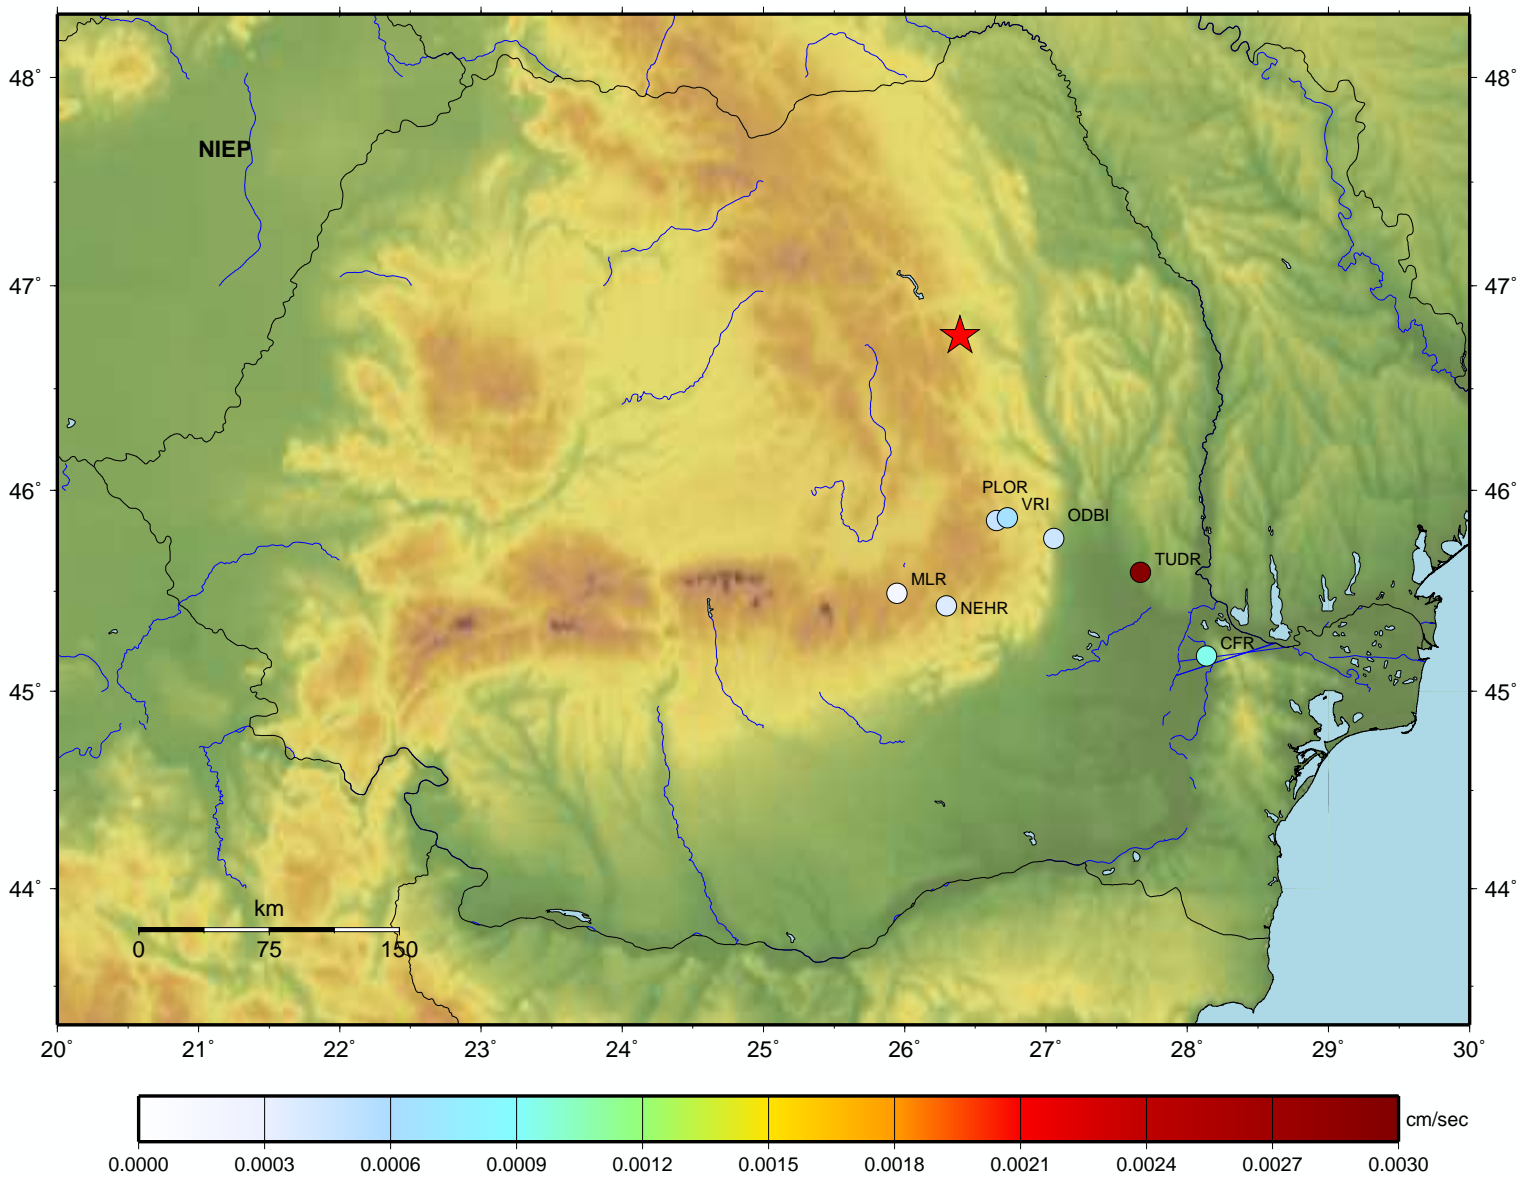 48° 48°
NIEP
47° 47°
46° 46°
PLOR
VRI
ODBI
TUDR
MLR
NEHR
CFR
45° 45°
44° 44°
km
0 75 150
20° 21° 22° 23° 24° 25° 26° 27° 28° 29° 30°
cm/sec
0.0000 0.0003 0.0006 0.0009 0.0012 0.0015 0.0018 0.0021 0.0024 0.0027 0.0030